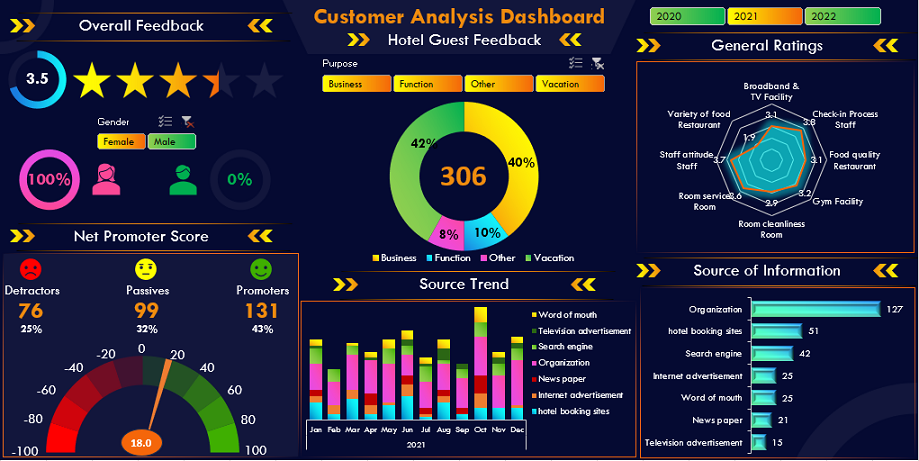 Customer Analysis Dashboard
Hotel Guest Feedback
Overall Feedback
3.5
Gender
Female
Male
100%
0%
Net Promoter Score
Detractors
Passives
Promoters
76
99
131
25%
32%
43%
-100
-80
-60
-40
-20
0
20
40
60
80
100
18.0
Purpose
Business
Function
Other
Vacation
42%
40%
306
8%
10%
Business
Function
Other
Vacation
Source Trend
Word of mouth
Television advertisement
Search engine
Organization
News paper
Internet advertisement
hotel booking sites
Jan Feb Mar Apr May Jun Jul Aug Sep Oct Nov Dec
2021
2020
2021
2022
General Ratings
Broadband &
TV Facility
3.1
Check-in Process
Staff
3.8
Food quality
Restaurant
3.1
Gym Facility
3.2
Room cleanliness
Room
2.9
Room service
Room
3.6
Staff attitude
Staff
3.7
Variety of food
Restaurant
1.9
Source of Information
Organization 127
hotel booking sites 51
Search engine 42
Internet advertisement 25
Word of mouth 25
News paper 21
Television advertisement 15